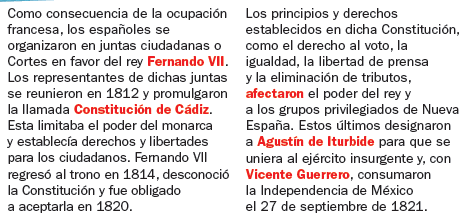 Como consecuencia de la ocupación
francesa, los españoles se
organizaron en juntas ciudadanas o
Cortes en favor del rey Fernando VII.
Los representantes de dichas juntas
se reunieron en 1812 y promulgaron
la llamada Constitución de Cádiz.
Esta limitaba el poder del monarca
y establecía derechos y libertades
para los ciudadanos. Fernando VII
regresó al trono en 1814, desconoció
la Constitución y fue obligado
a aceptarla en 1820.
Los principios y derechos
establecidos en dicha Constitución,
como el derecho al voto, la
igualdad, la libertad de prensa
y la eliminación de tributos,
afectaron el poder del rey y
a los grupos privilegiados de Nueva
España. Estos últimos designaron
a Agustín de Iturbide para que se
uniera al ejército insurgente y, con
Vicente Guerrero, consumaron
la Independencia de México
el 27 de septiembre de 1821.